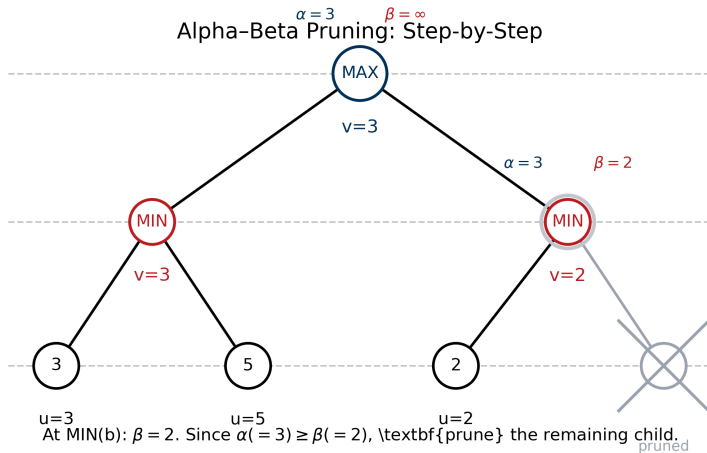 α = 3 β = ∞
Alpha–Beta Pruning: Step-by-Step
MAX
v=3
α = 3 β = 2
MIN MIN
v=3 v=2
3 5 2
u=3 u=5 u=2
At MIN(b): β = 2. Since α( = 3) ≥ β( = 2), \textbf{prune} the remaining child.
pruned